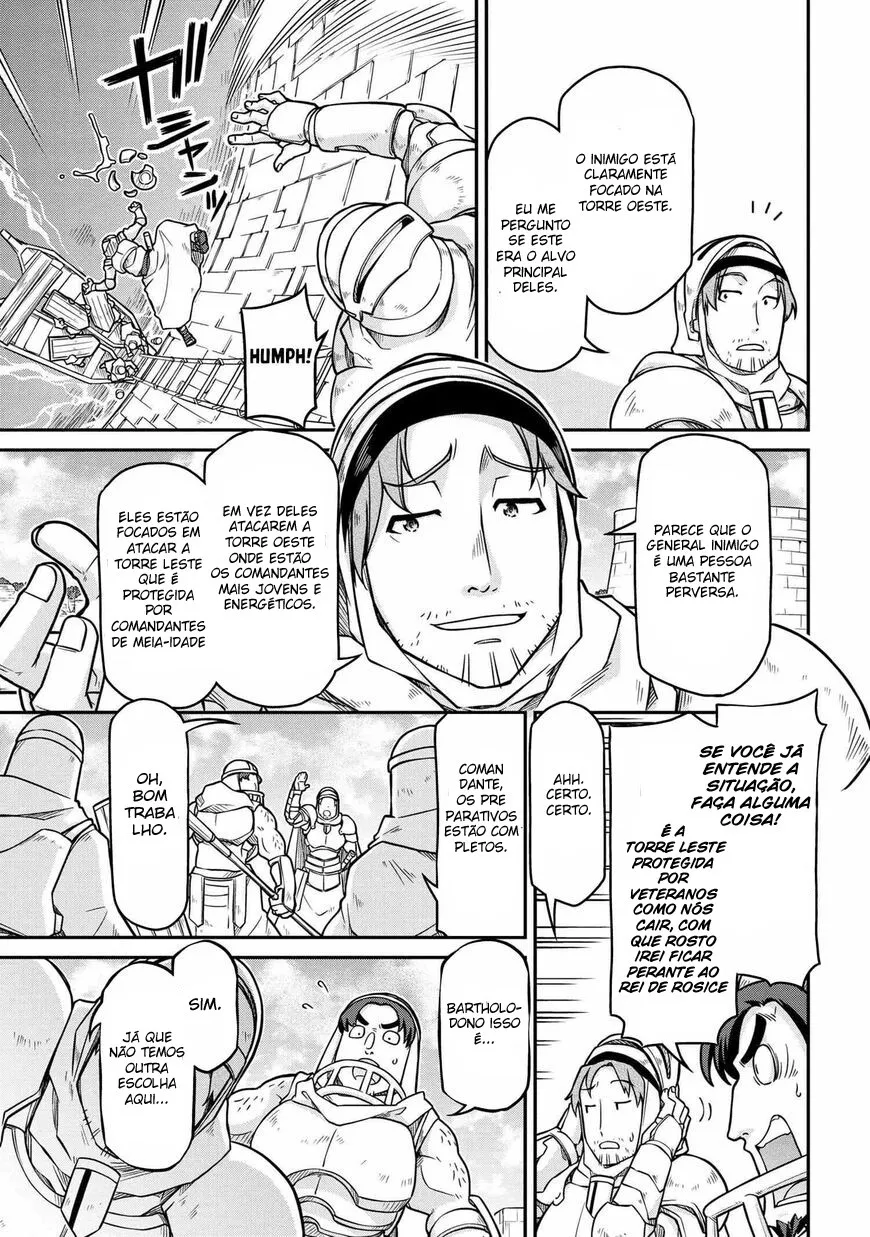 O INIMIGO ESTÁ
CLARAMENTE
FOCADO NA
TORRE OESTE.
EU ME
PERGUNTO
SE ESTE
ERA O ALVO
PRINCIPAL
DELES.
ガシャンッ
HUMPH!
PARECE QUE O
GENERAL INIMIGO
É UMA PESSOA
BASTANTE
PERVERSA.
EM VEZ DELES
ATACAREM A
TORRE OESTE
ONDE ESTÃO
OS COMANDANTES
MAIS JOVENS E
ENERGÉTICOS.
ELES ESTÃO
FOCADOS EM
ATACAR A
TORRE LESTE
QUE É
PROTEGIDA
POR
COMANDANTES
DE MEIA-IDADE
SE VOCÊ JÁ
ENTENDE A
SITUAÇÃO,
FAÇA ALGUMA
COISA!
É A
TORRE LESTE
PROTEGIDA
POR
VETERANOS
COMO NÓS
CAIR, COM
QUE ROSTO
IREI FICAR
PERANTE AO
REI DE ROSICE
AHH.
CERTO.
CERTO.
COMAN
DANTE,
OS PRE
PARATIVOS
ESTÃO COM
PLETOS.
OH,
BOM
TRABA
LHO.
BARTHOLO-
DONO ISSO
É...
SIM.
JÁ QUE
NÃO TEMOS
OUTRA
ESCOLHA
AQUI...